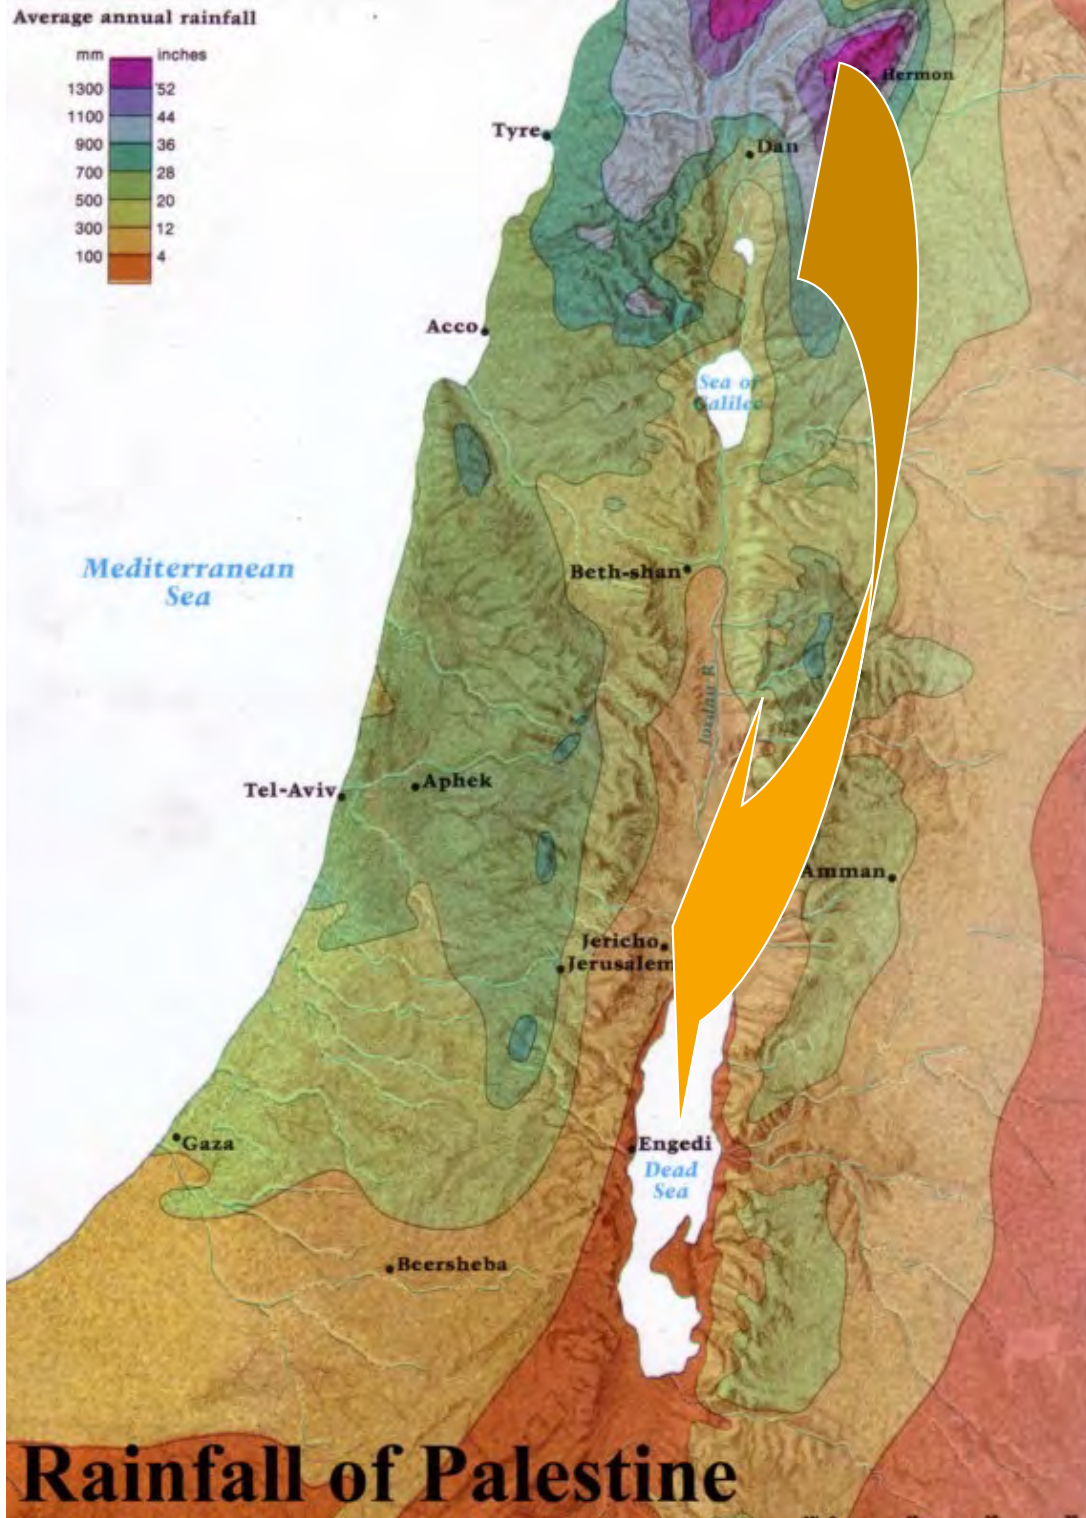 Average annual rainfall
mm inches
1300 52
1100 44
900 36
700 28
500 20
300 12
100 4
Hermon
Tyre
Dan
Acco
Sea of
Galilee
Mediterranean
Sea
Beth-shan
Jordan R.
Tel-Aviv
Aphek
Amman
Jericho
Jerusalem
Gaza
Engedi
Dead
Sea
Beersheba
Rainfall of Palestine